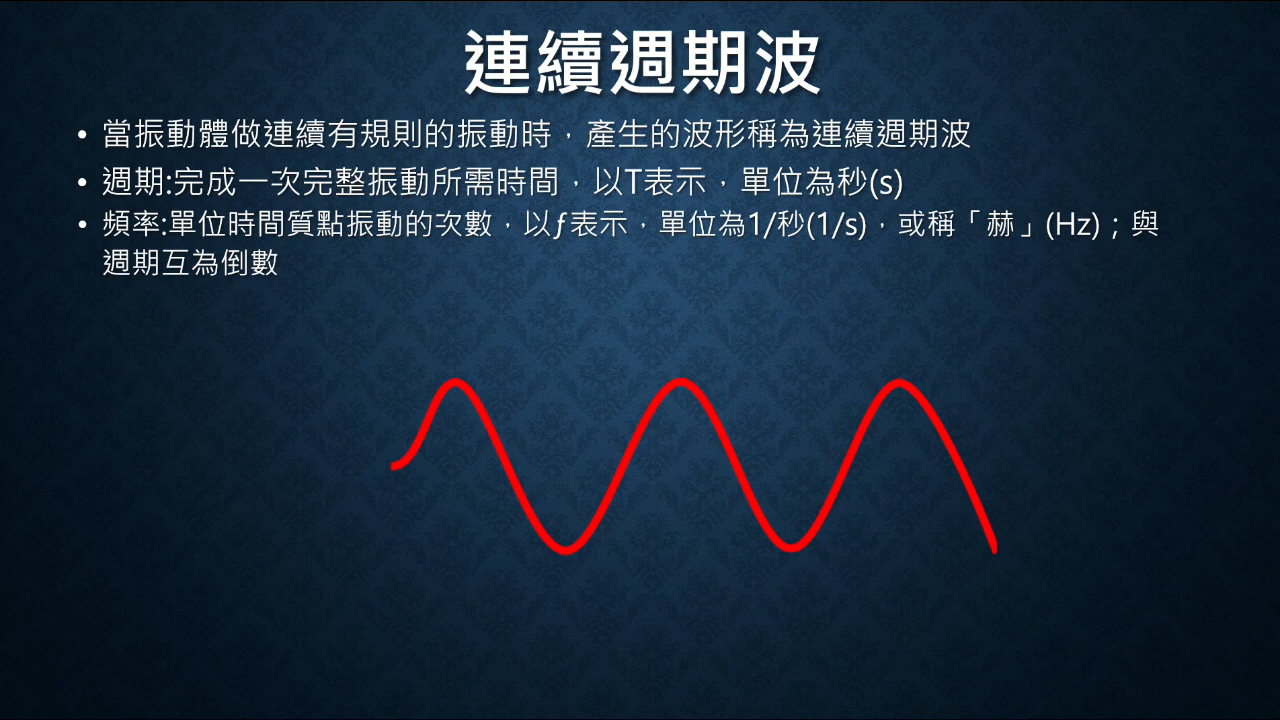 連續週期波
• 當振動體做連續有規則的振動時，產生的波形稱為連續週期波
• 週期:完成一次完整振動所需時間，以T表示，單位為秒(s)
• 頻率:單位時間質點振動的次數，以ƒ表示，單位為1/秒(1/s)，或稱「赫」(Hz)；與
週期互為倒數